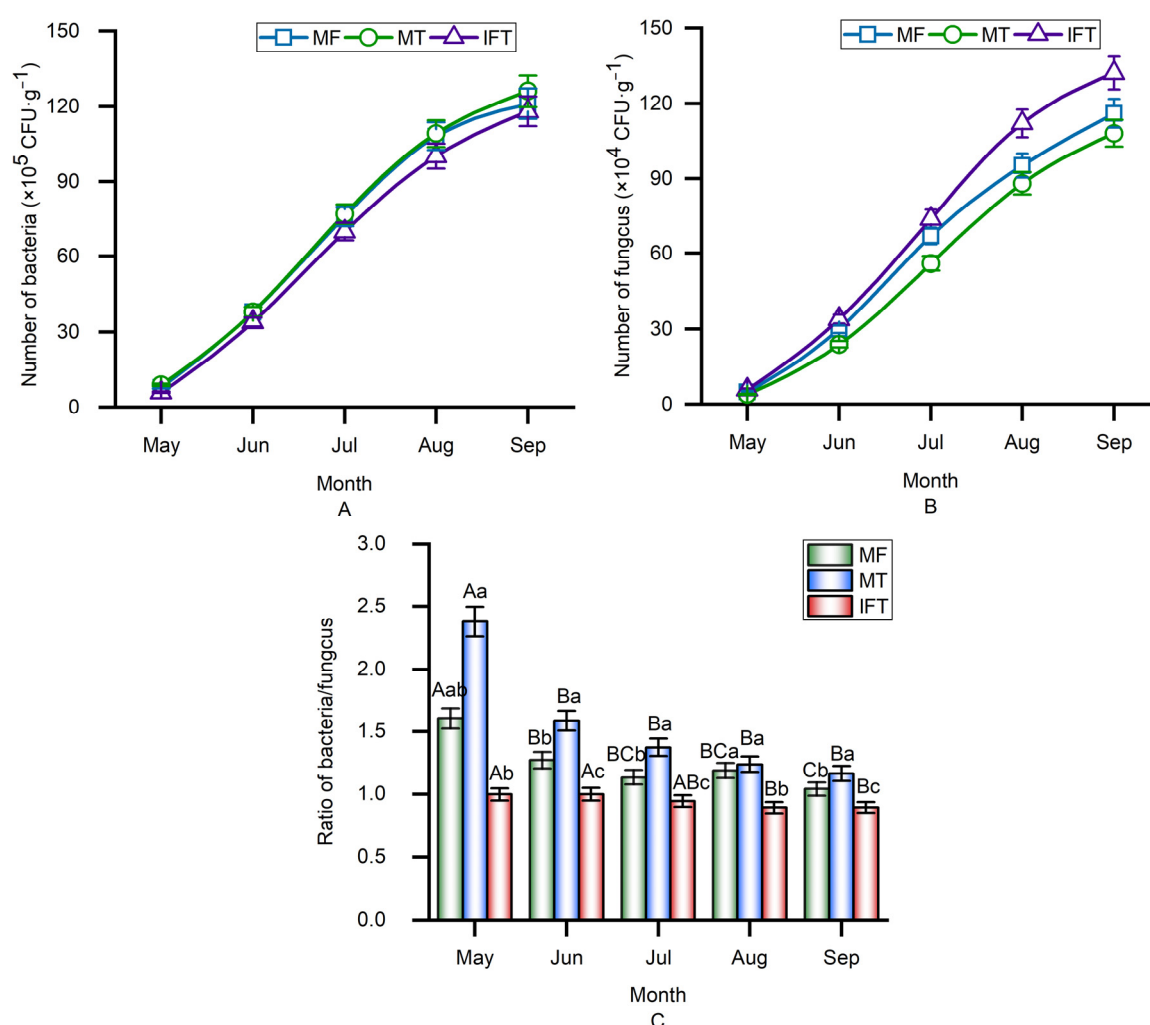 MF MT IFT
Number of bacteria (×10⁵ CFU·g⁻¹)
150
120
90
60
30
0
May Jun Jul Aug Sep
Month
A
MF MT IFT
Number of fungcus (×10⁴ CFU·g⁻¹)
150
120
90
60
30
0
May Jun Jul Aug Sep
Month
B
MF
MT
IFT
Ratio of bacteria/fungcus
3.0
2.5
2.0
1.5
1.0
0.5
0.0
Aab Aa Ab
Bb Ba Ac
BCb Ba ABc
BCa Ba Bb
Cb Ba Bc
May Jun Jul Aug Sep
Month
C